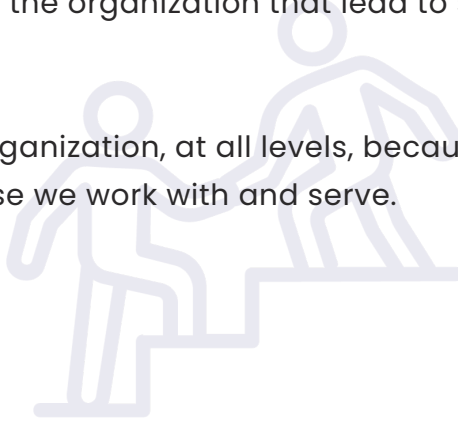 the organization that lead to
ganization, at all levels, becau
se we work with and serve.